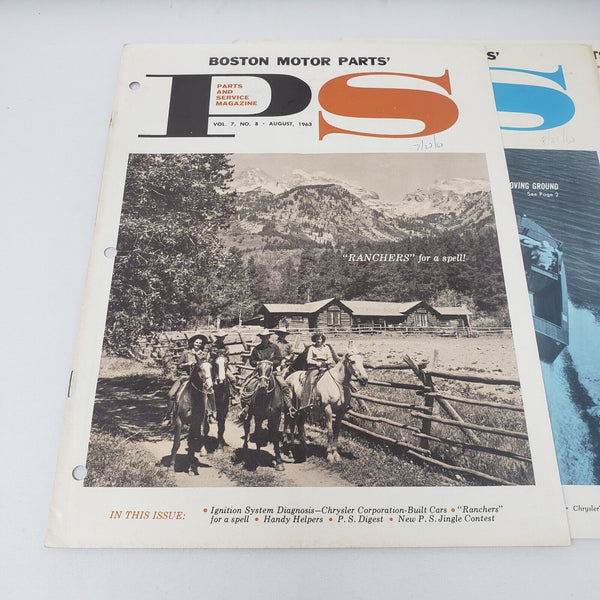 BOSTON MOTOR PARTS'
PS
PARTS
AND
SERVICE
MAGAZINE
VOL. 7, NO. 8 • AUGUST, 1963
"RANCHERS" for a spell!
IN THIS ISSUE: • Ignition System Diagnosis—Chrysler Corporation-Built Cars • "Ranchers"
for a spell • Handy Helpers • P. S. Digest • New P. S. Jingle Contest
S'
S
OVING GROUND
See Page 2
• Chrysler'